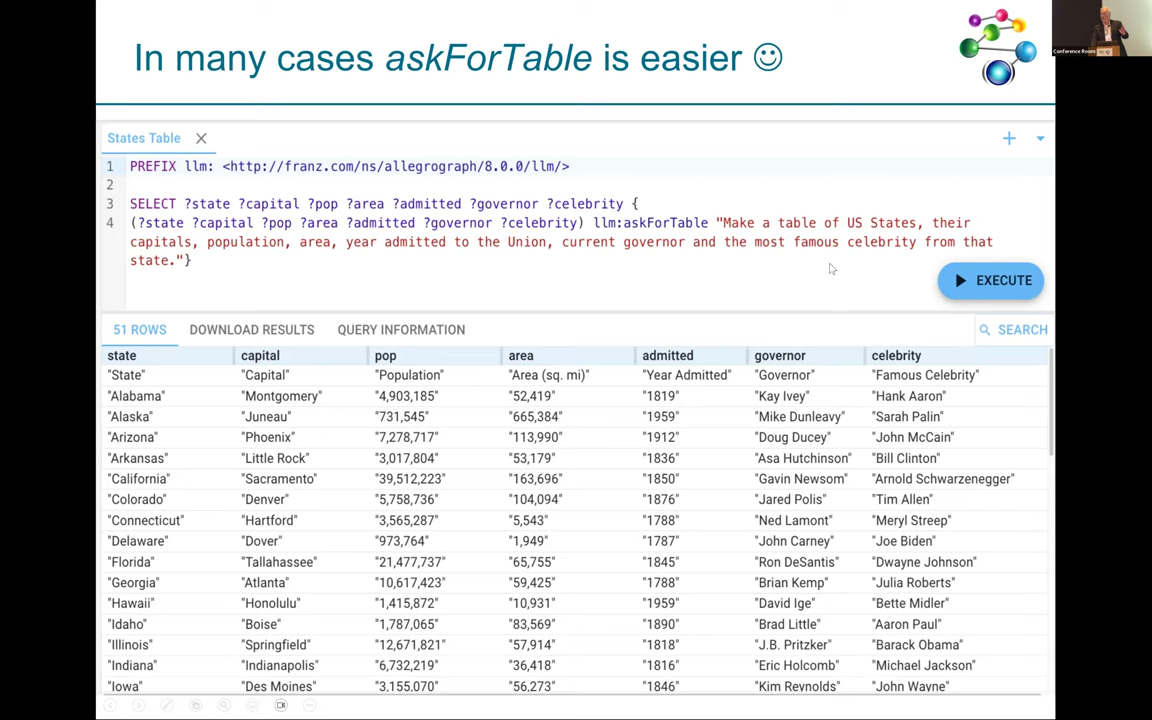 In many cases askForTable is easier ☺
Conference Room
States Table
1 PREFIX llm: <http://franz.com/ns/allegrograph/8.0.0/llm/>
2
3 SELECT ?state ?capital ?pop ?area ?admitted ?governor ?celebrity {
4 (?state ?capital ?pop ?area ?admitted ?governor ?celebrity) llm:askForTable "Make a table of US States, their
capitals, population, area, year admitted to the Union, current governor and the most famous celebrity from that
state."}
EXECUTE
51 ROWS DOWNLOAD RESULTS QUERY INFORMATION SEARCH
state capital pop area admitted governor celebrity
"State" "Capital" "Population" "Area (sq. mi)" "Year Admitted" "Governor" "Famous Celebrity"
"Alabama" "Montgomery" "4,903,185" "52,419" "1819" "Kay Ivey" "Hank Aaron"
"Alaska" "Juneau" "731,545" "665,384" "1959" "Mike Dunleavy" "Sarah Palin"
"Arizona" "Phoenix" "7,278,717" "113,990" "1912" "Doug Ducey" "John McCain"
"Arkansas" "Little Rock" "3,017,804" "53,179" "1836" "Asa Hutchinson" "Bill Clinton"
"California" "Sacramento" "39,512,223" "163,696" "1850" "Gavin Newsom" "Arnold Schwarzenegger"
"Colorado" "Denver" "5,758,736" "104,094" "1876" "Jared Polis" "Tim Allen"
"Connecticut" "Hartford" "3,565,287" "5,543" "1788" "Ned Lamont" "Meryl Streep"
"Delaware" "Dover" "973,764" "1,949" "1787" "John Carney" "Joe Biden"
"Florida" "Tallahassee" "21,477,737" "65,755" "1845" "Ron DeSantis" "Dwayne Johnson"
"Georgia" "Atlanta" "10,617,423" "59,425" "1788" "Brian Kemp" "Julia Roberts"
"Hawaii" "Honolulu" "1,415,872" "10,931" "1959" "David Ige" "Bette Midler"
"Idaho" "Boise" "1,787,065" "83,569" "1890" "Brad Little" "Aaron Paul"
"Illinois" "Springfield" "12,671,821" "57,914" "1818" "J.B. Pritzker" "Barack Obama"
"Indiana" "Indianapolis" "6,732,219" "36,418" "1816" "Eric Holcomb" "Michael Jackson"
"Iowa" "Des Moines" "3,155,070" "56,273" "1846" "Kim Reynolds" "John Wayne"